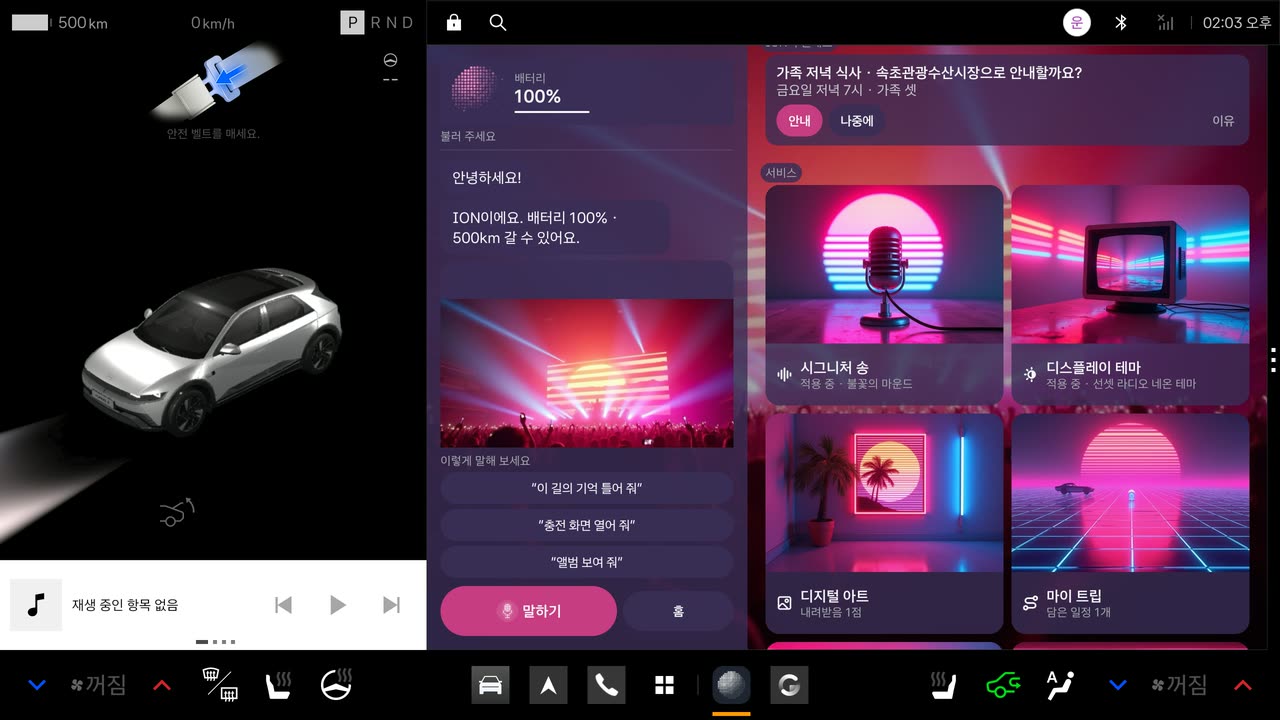 500 km
0 km/h
P R N D
안전 벨트를 매세요.
--
재생 중인 항목 없음
운
02:03 오후
배터리
100%
불러 주세요
안녕하세요!
ION이에요. 배터리 100% ·
500km 갈 수 있어요.
이렇게 말해 보세요
"이 길의 기억 틀어 줘"
"충전 화면 열어 줘"
"앨범 보여 줘"
말하기
홈
가족 저녁 식사 · 속초관광수산시장으로 안내할까요?
금요일 저녁 7시 · 가족 셋
안내
나중에
이유
서비스
시그니처 송
적용 중 · 불꽃의 마운드
디스플레이 테마
적용 중 · 선셋 라디오 네온 테마
디지털 아트
내려받음 1점
마이 트립
담은 일정 1개
꺼짐
G
A
꺼짐